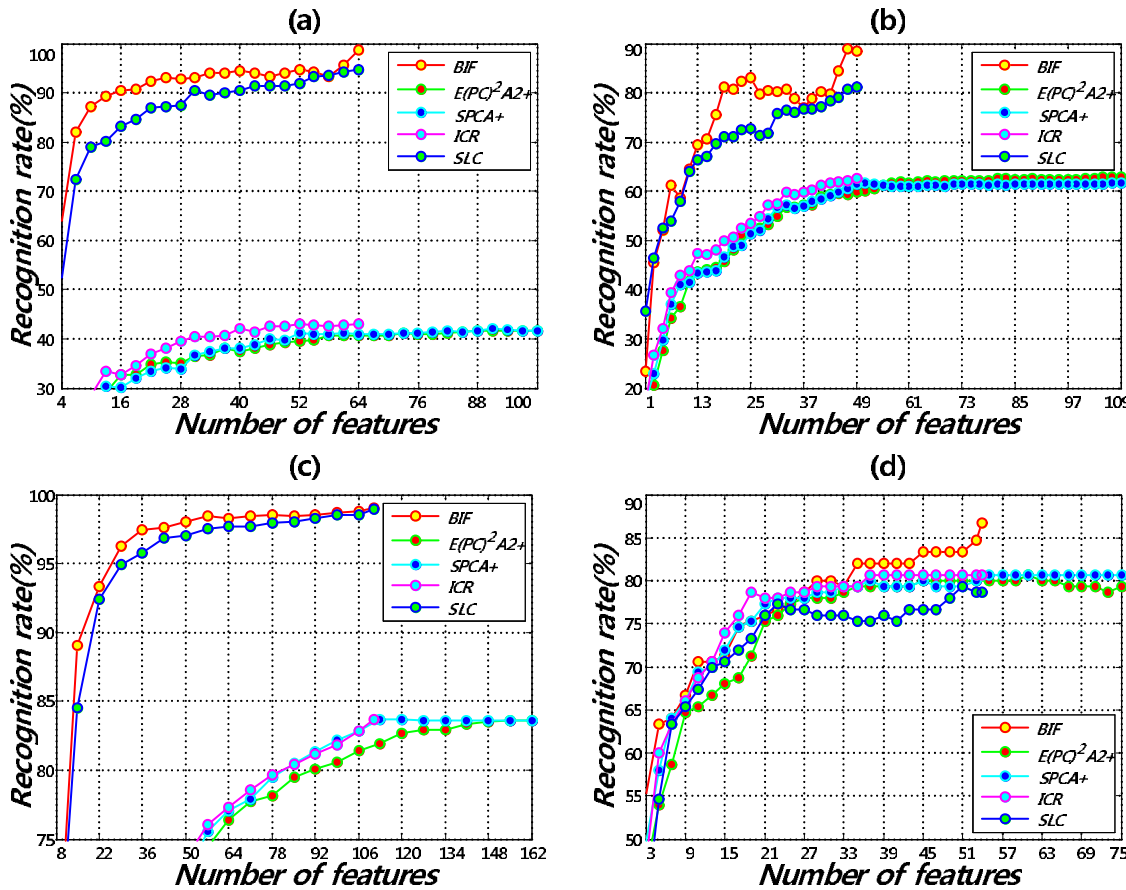 (a)
Recognition rate(%)
100
90
80
70
60
50
40
30
4 16 28 40 52 64 76 88 100
Number of features
BIF
E(PC)²A2+
SPCA+
ICR
SLC
(b)
Recognition rate(%)
90
80
70
60
50
40
30
20
1 13 25 37 49 61 73 85 97 109
Number of features
BIF
E(PC)²A2+
SPCA+
ICR
SLC
(c)
Recognition rate(%)
100
95
90
85
80
75
8 22 36 50 64 78 92 106 120 134 148 162
Number of features
BIF
E(PC)²A2+
SPCA+
ICR
SLC
(d)
Recognition rate(%)
90
85
80
75
70
65
60
55
50
3 9 15 21 27 33 39 45 51 57 63 69 75
Number of features
BIF
E(PC)²A2+
SPCA+
ICR
SLC